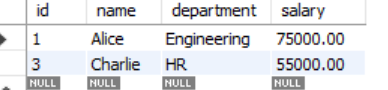 id name department salary
1 Alice Engineering 75000.00
3 Charlie HR 55000.00
NULL NULL NULL NULL